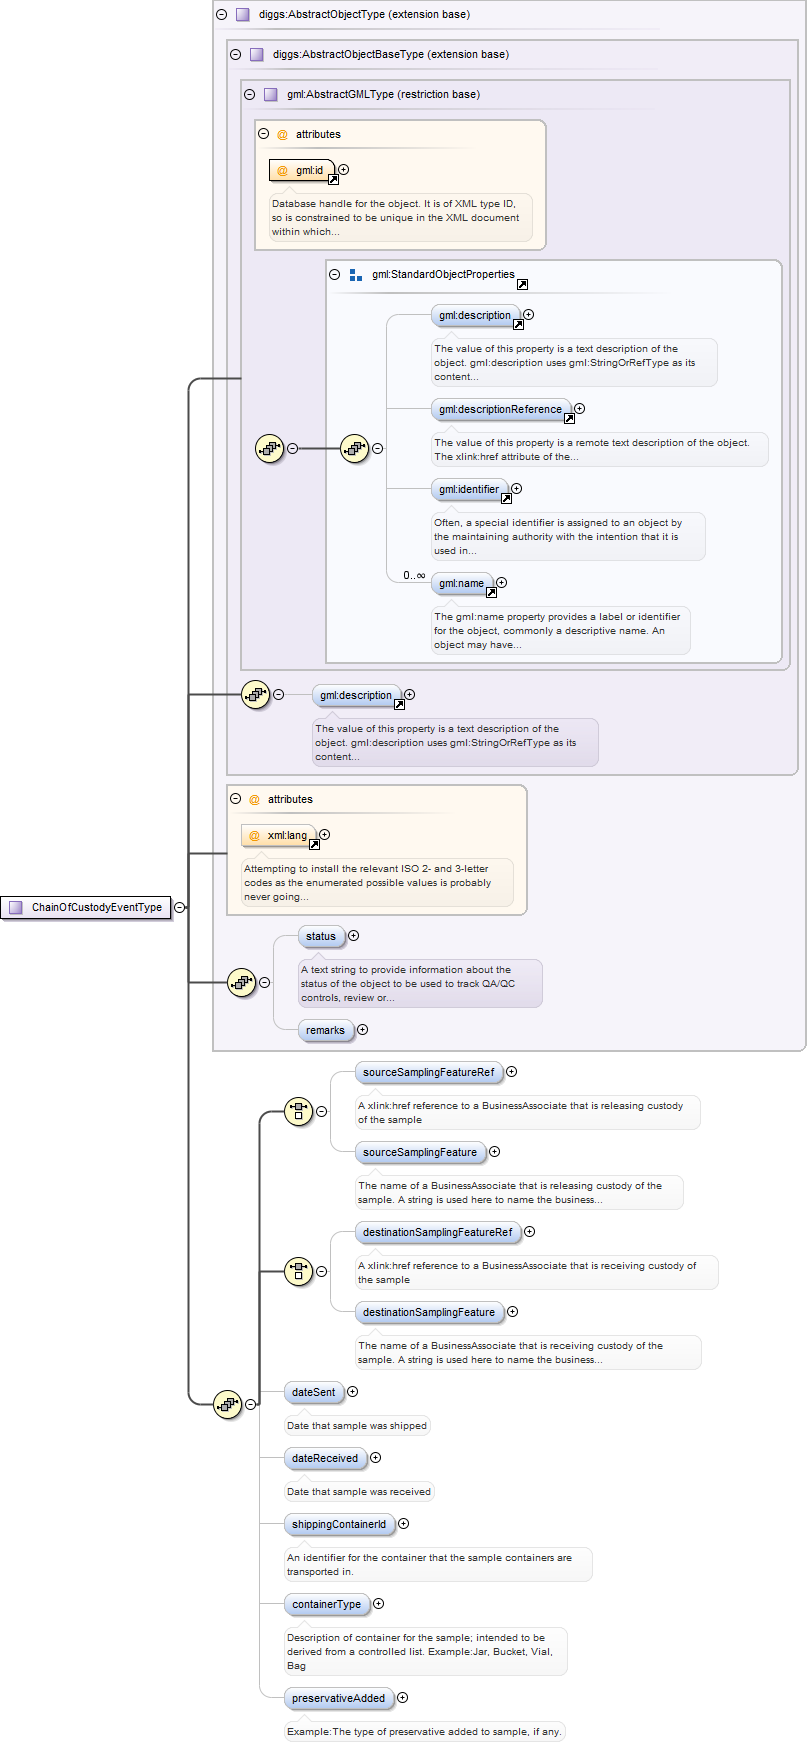 diggs:AbstractObjectType (extension base)
diggs:AbstractObjectBaseType (extension base)
gml:AbstractGMLType (restriction base)
@ attributes
@ gml:id
Database handle for the object. It is of XML type ID,
so is constrained to be unique in the XML document
within which...
gml:StandardObjectProperties
gml:description
The value of this property is a text description of the
object. gml:description uses gml:StringOrRefType as its
content...
gml:descriptionReference
The value of this property is a remote text description of the object.
The xlink:href attribute of the...
gml:identifier
Often, a special identifier is assigned to an object by
the maintaining authority with the intention that it is
used in...
0..∞
gml:name
The gml:name property provides a label or identifier
for the object, commonly a descriptive name. An
object may have...
gml:description
The value of this property is a text description of the
object. gml:description uses gml:StringOrRefType as its
content...
@ attributes
@ xml:lang
Attempting to install the relevant ISO 2- and 3-letter
codes as the enumerated possible values is probably
never going...
ChainOfCustodyEventType
status
A text string to provide information about the
status of the object to be used to track QA/QC
controls, review or...
remarks
sourceSamplingFeatureRef
A xlink:href reference to a BusinessAssociate that is releasing custody
of the sample
sourceSamplingFeature
The name of a BusinessAssociate that is releasing custody of the
sample. A string is used here to name the business...
destinationSamplingFeatureRef
A xlink:href reference to a BusinessAssociate that is receiving custody of
the sample
destinationSamplingFeature
The name of a BusinessAssociate that is receiving custody of the
sample. A string is used here to name the business...
dateSent
Date that sample was shipped
dateReceived
Date that sample was received
shippingContainerId
An identifier for the container that the sample containers are
transported in.
containerType
Description of container for the sample; intended to be
derived from a controlled list. Example:Jar, Bucket, Vial,
Bag
preservativeAdded
Example:The type of preservative added to sample, if any.